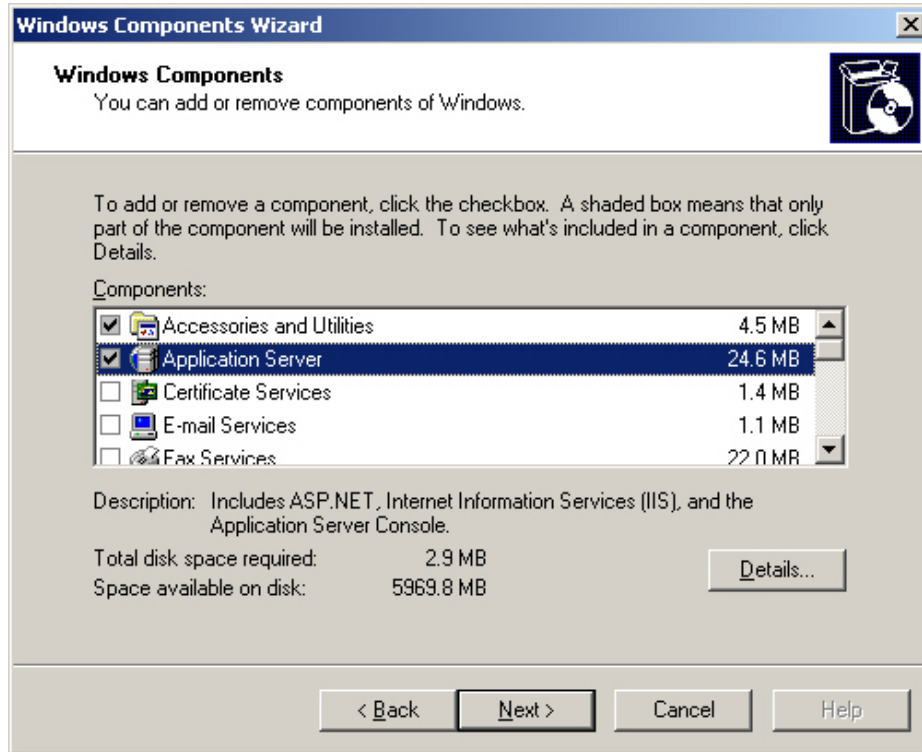 Windows Components Wizard
Windows Components
You can add or remove components of Windows.
To add or remove a component, click the checkbox. A shaded box means that only
part of the component will be installed. To see what's included in a component, click
Details.
Components:
Accessories and Utilities 4.5 MB
Application Server 24.6 MB
Certificate Services 1.4 MB
E-mail Services 1.1 MB
Fax Services 22.0 MB
Description: Includes ASP.NET, Internet Information Services (IIS), and the
Application Server Console.
Total disk space required: 2.9 MB
Space available on disk: 5969.8 MB
Details...
< Back Next > Cancel Help